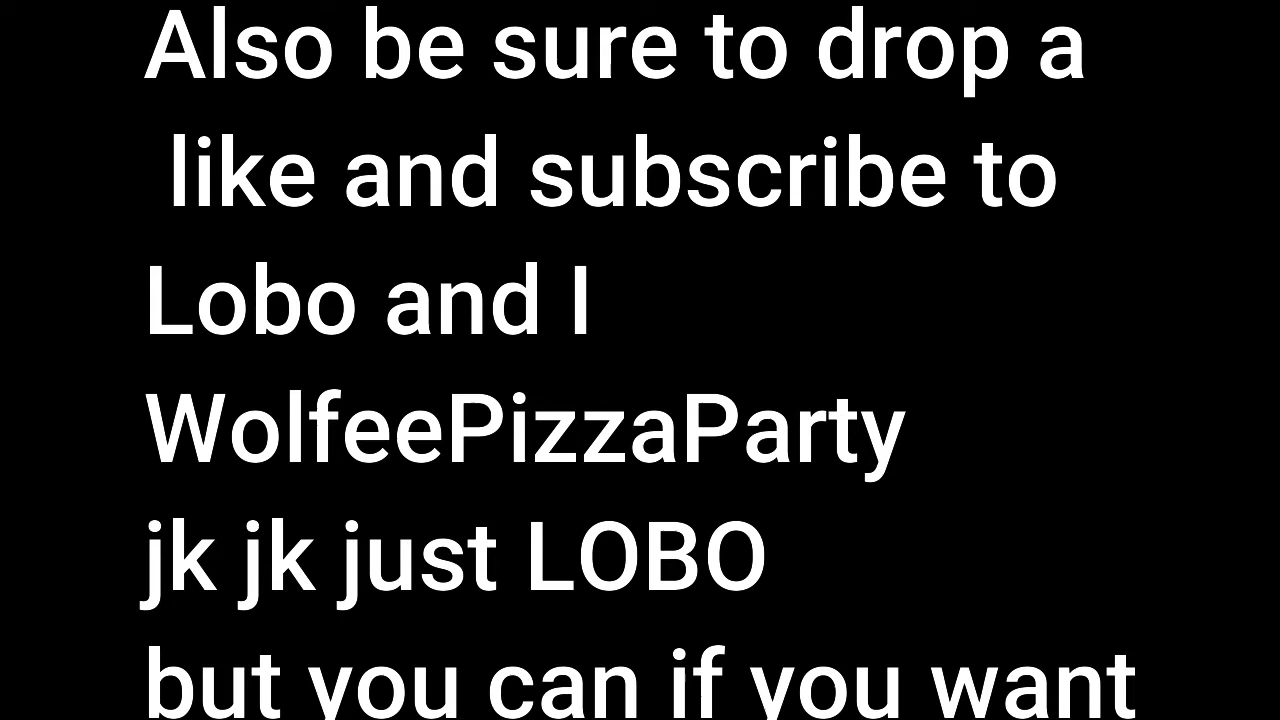 Also be sure to drop a
like and subscribe to
Lobo and I
WolfeePizzaParty
jk jk just LOBO
but you can if you want